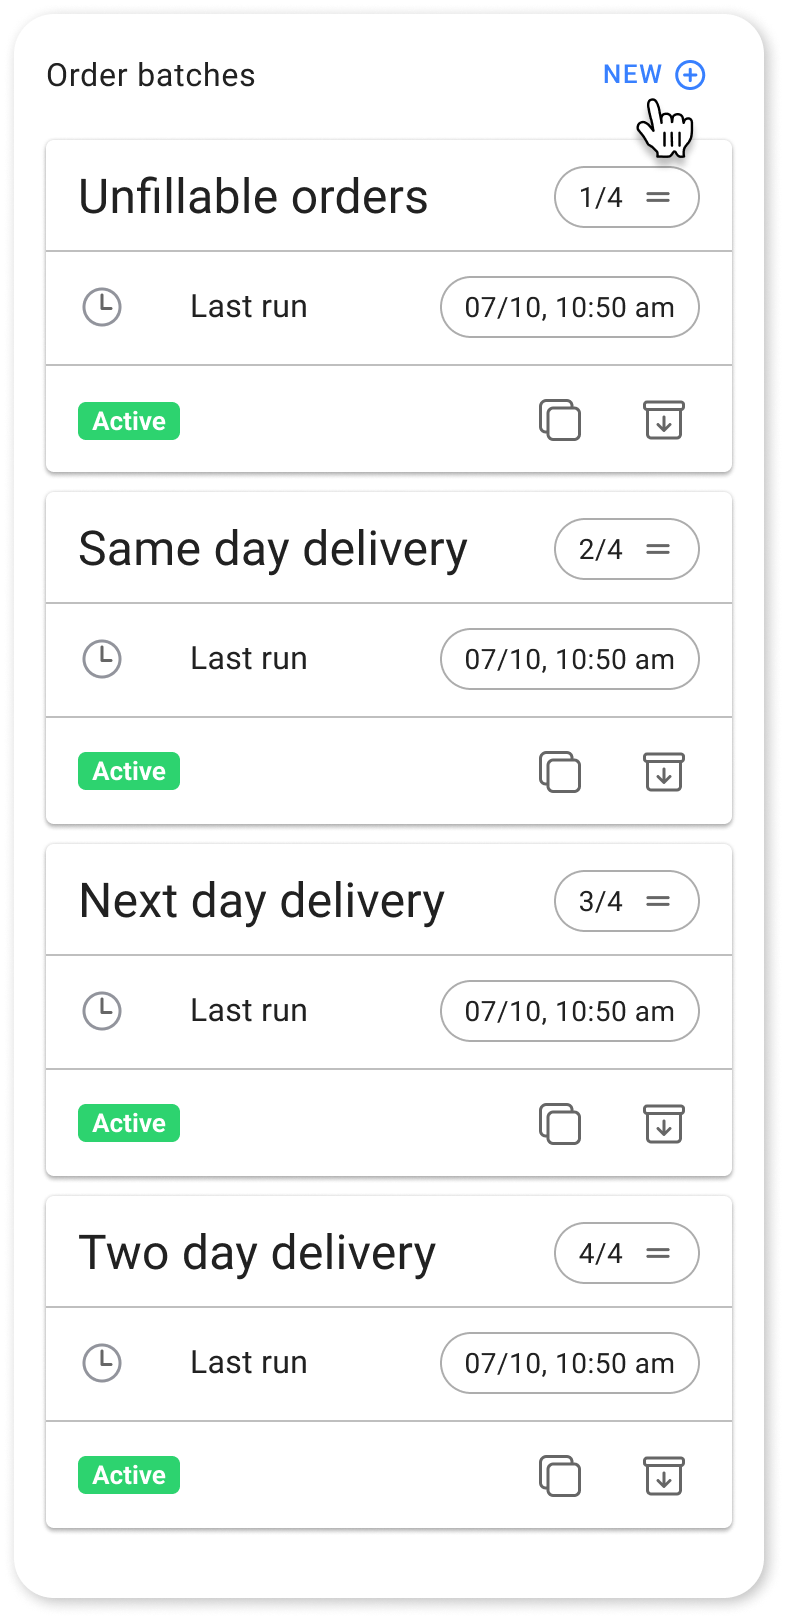 Order batches
NEW
Unfillable orders
1/4
Last run
07/10, 10:50 am
Active
Same day delivery
2/4
Last run
07/10, 10:50 am
Active
Next day delivery
3/4
Last run
07/10, 10:50 am
Active
Two day delivery
4/4
Last run
07/10, 10:50 am
Active